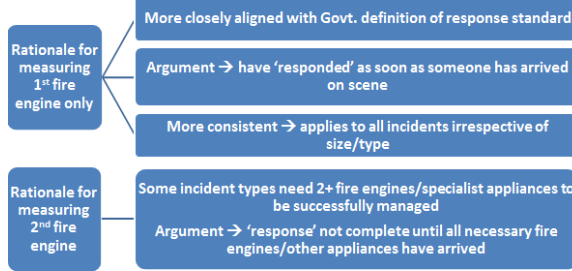 Rationale for
measuring
1st fire
engine only
More closely aligned with Govt. definition of response standard
Argument → have ‘responded’ as soon as someone has arrived
on scene
More consistent → applies to all incidents irrespective of
size/type
Rationale for
measuring
2nd fire
engine
Some incident types need 2+ fire engines/specialist appliances to
be successfully managed
Argument → ‘response’ not complete until all necessary fire
engines/other appliances have arrived